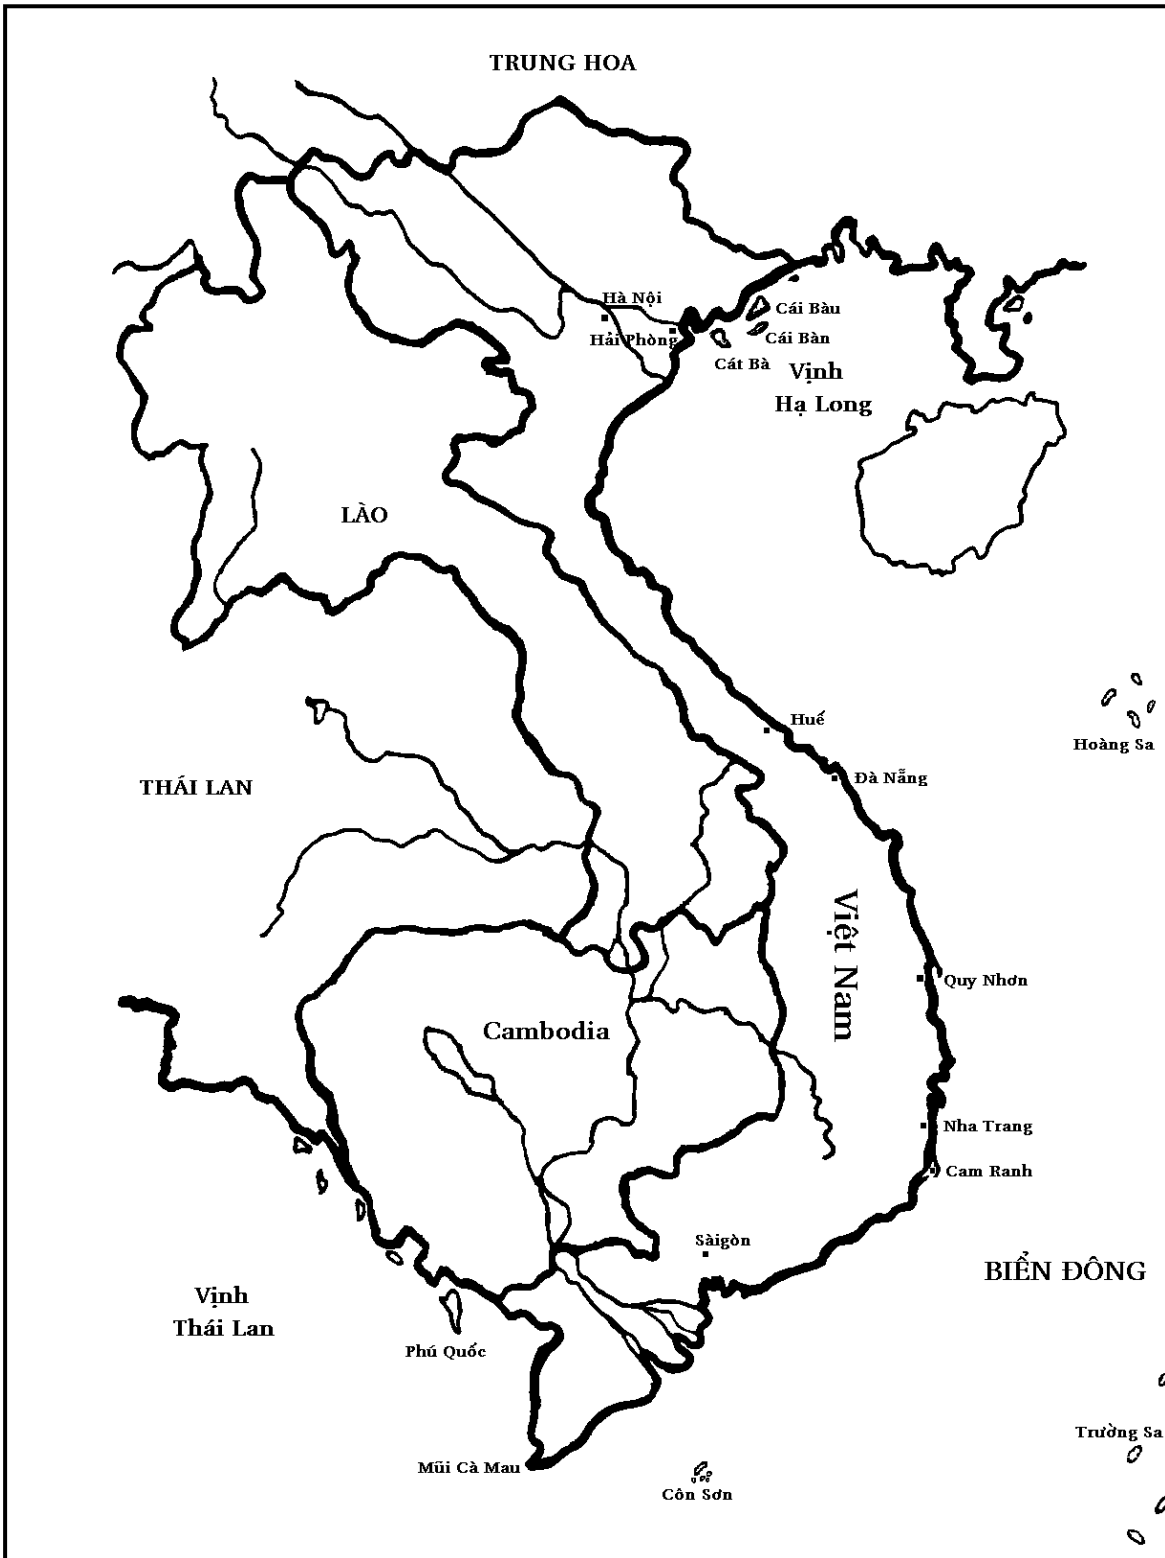 TRUNG HOA
Hà Nội
Hải Phòng
Cái Bàu
Cái Bàn
Cát Bà
Vịnh
Hạ Long
LÀO
Huế
Hoàng Sa
Đà Nẵng
THÁI LAN
Việt Nam
Quy Nhơn
Cambodia
Nha Trang
Cam Ranh
Sàigòn
BIỂN ĐÔNG
Vịnh
Thái Lan
Phú Quốc
Trường Sa
Mũi Cà Mau
Côn Sơn